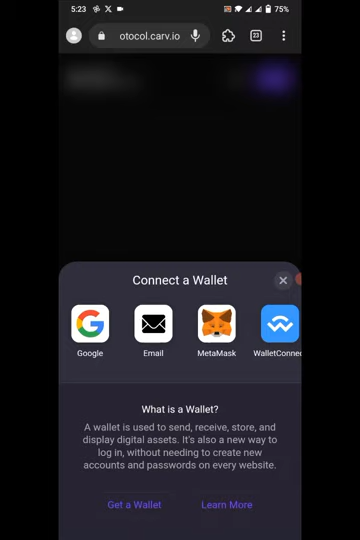 5:23
75%
otocol.carv.io
23
Connect a Wallet
Google
Email
MetaMask
WalletConnec
What is a Wallet?
A wallet is used to send, receive, store, and
display digital assets. It's also a new way to
log in, without needing to create new
accounts and passwords on every website.
Get a Wallet
Learn More